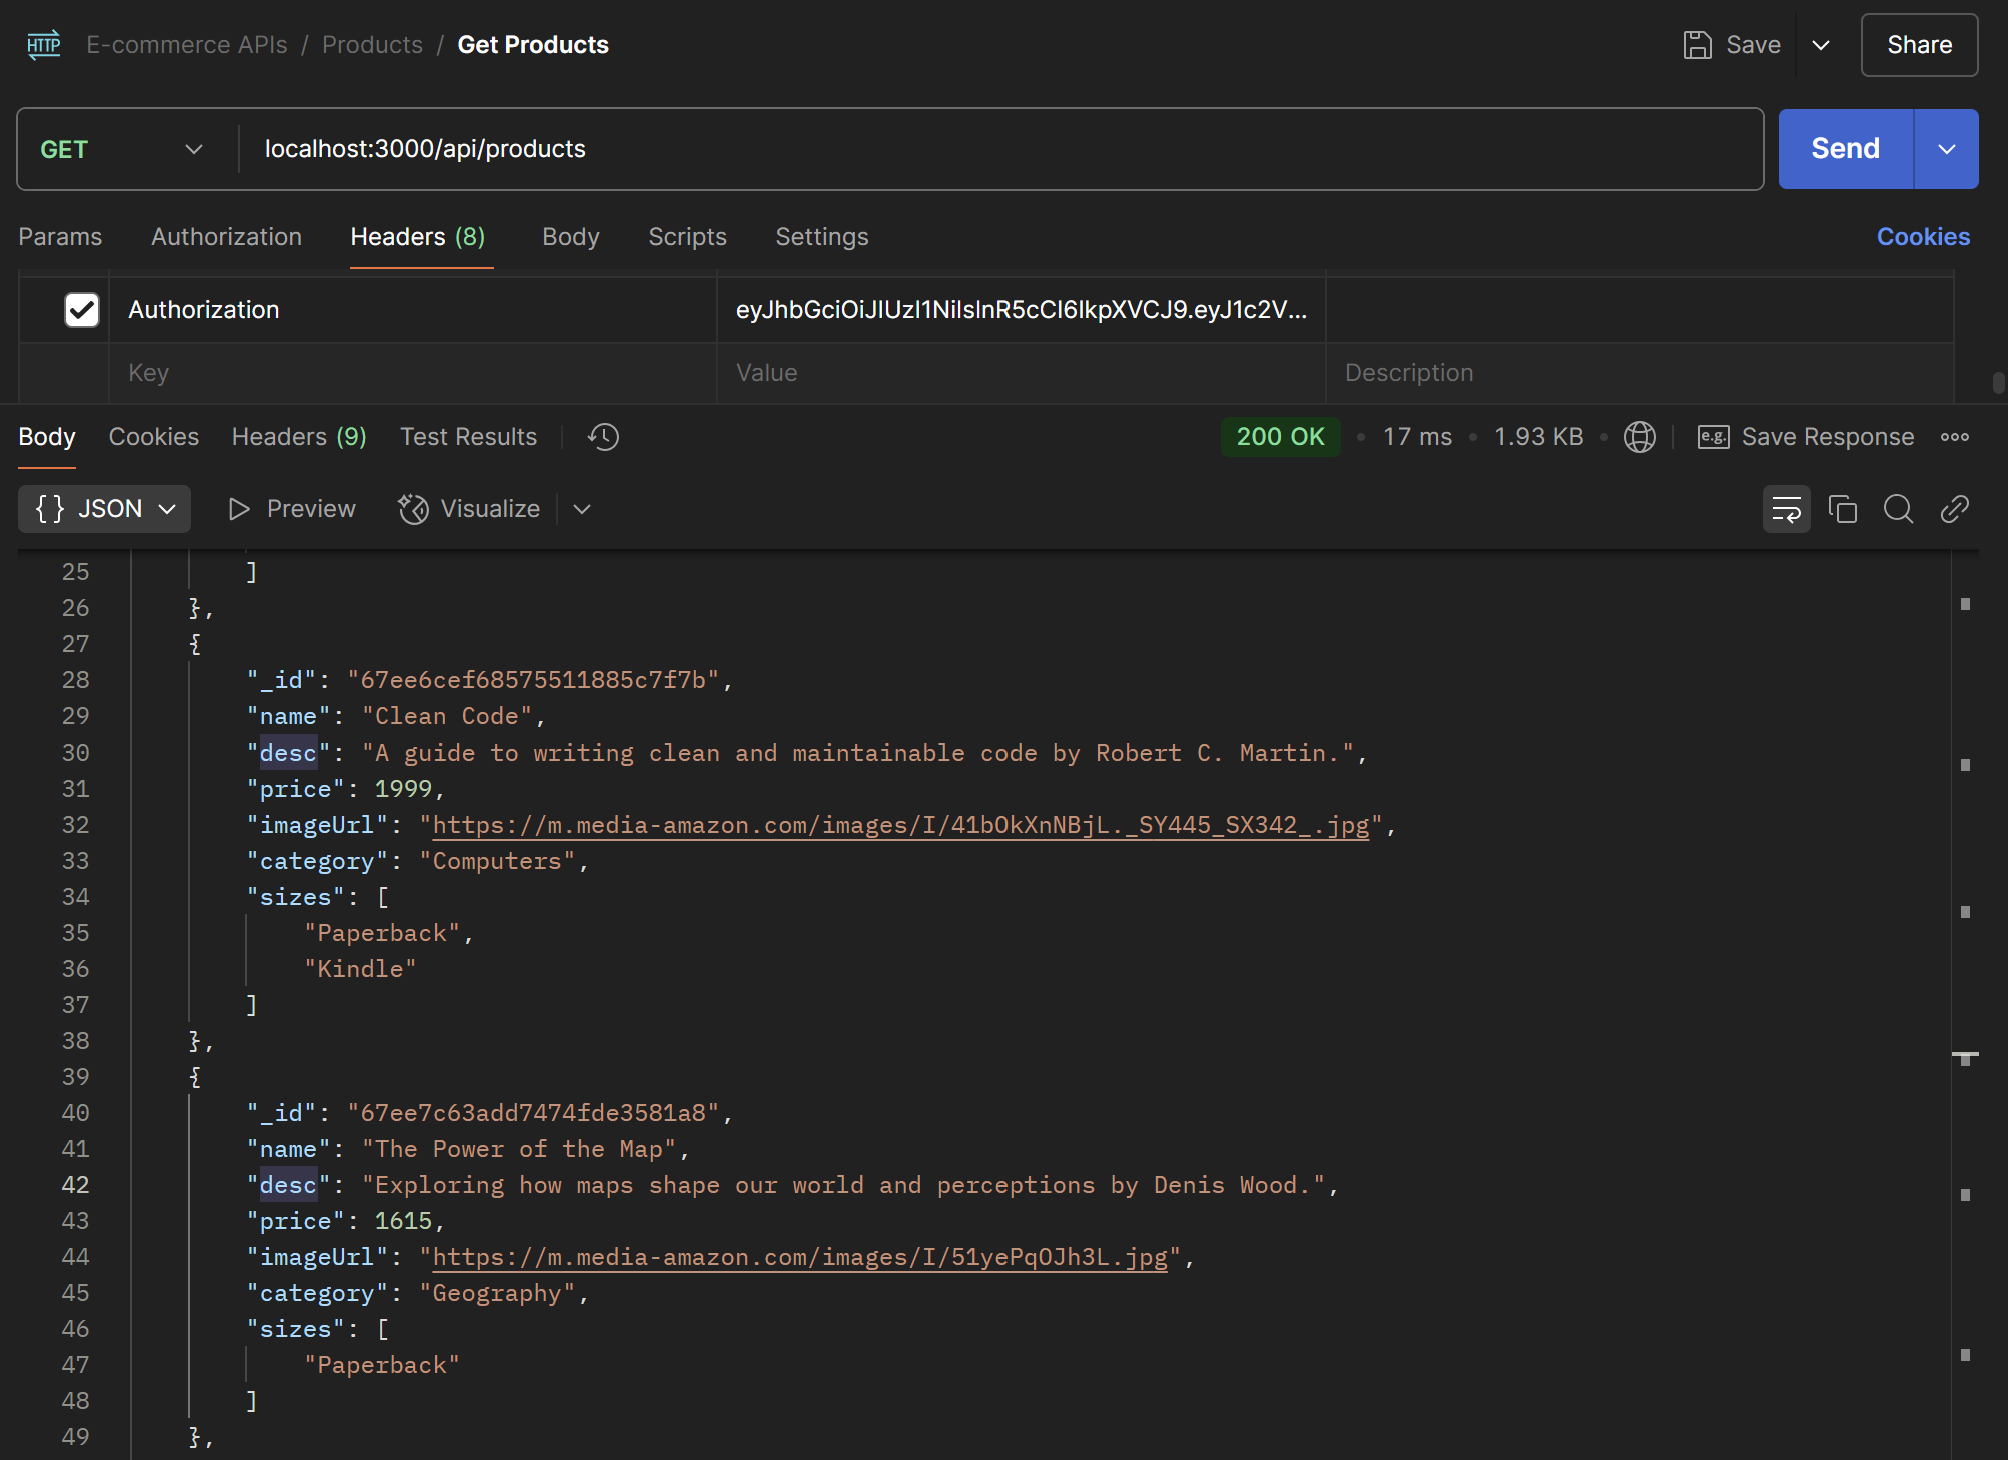 HTTP E-commerce APIs / Products / Get Products Save Share
GET localhost:3000/api/products Send
Params Authorization Headers (8) Body Scripts Settings Cookies
Authorization eyJhbGciOiJIUzI1NiIsInR5cCI6IkpXVCJ9.eyJ1c2V...
Key Value Description
Body Cookies Headers (9) Test Results 200 OK • 17 ms • 1.93 KB • e.g. Save Response
{} JSON Preview Visualize
25 ]
26 },
27 {
28 "_id": "67ee6cef68575511885c7f7b",
29 "name": "Clean Code",
30 "desc": "A guide to writing clean and maintainable code by Robert C. Martin.",
31 "price": 1999,
32 "imageUrl": "https://m.media-amazon.com/images/I/41bOkXnNBjL._SY445_SX342_.jpg",
33 "category": "Computers",
34 "sizes": [
35 "Paperback",
36 "Kindle"
37 ]
38 },
39 {
40 "_id": "67ee7c63add7474fde3581a8",
41 "name": "The Power of the Map",
42 "desc": "Exploring how maps shape our world and perceptions by Denis Wood.",
43 "price": 1615,
44 "imageUrl": "https://m.media-amazon.com/images/I/51yePqOJh3L.jpg",
45 "category": "Geography",
46 "sizes": [
47 "Paperback"
48 ]
49 },